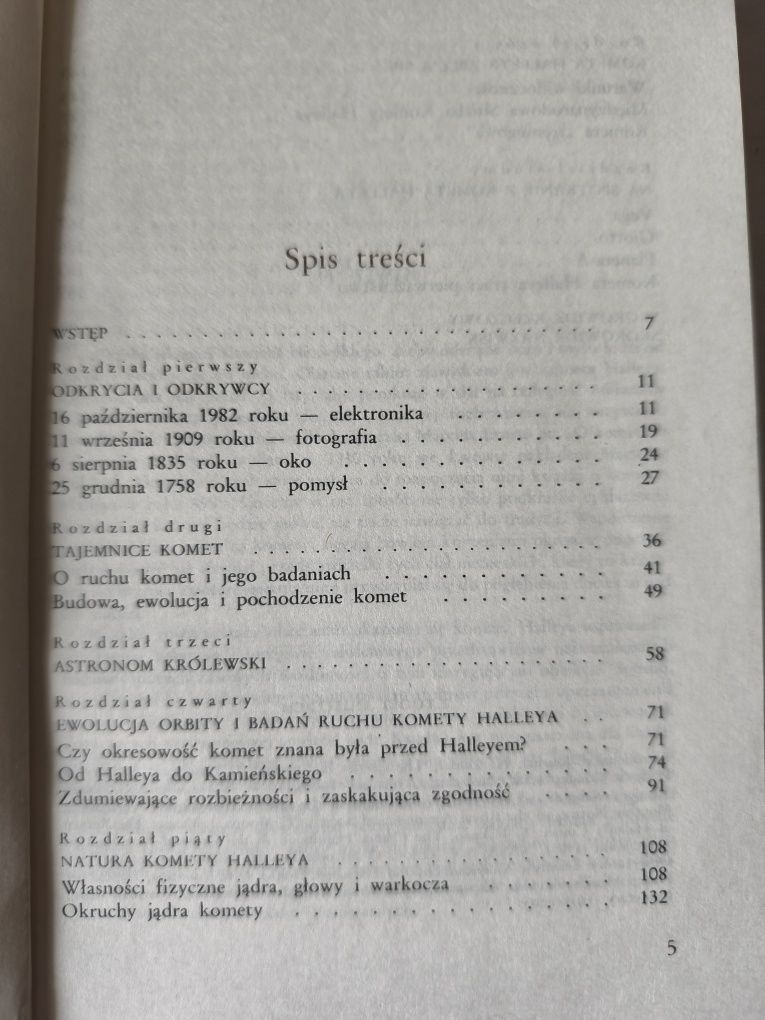 Spis treści
WSTĘP . . . . . . . . . . . . . . . . . . . . . . . . 7
Rozdział pierwszy
ODKRYCIA I ODKRYWCY . . . . . . . . . . . . . . . . 11
16 października 1982 roku — elektronika . . . . . . . . 11
11 września 1909 roku — fotografia . . . . . . . . . . . 19
6 sierpnia 1835 roku — oko . . . . . . . . . . . . . . 24
25 grudnia 1758 roku — pomysł . . . . . . . . . . . . 27
Rozdział drugi
TAJEMNICE KOMET . . . . . . . . . . . . . . . . . . . 36
O ruchu komet i jego badaniach . . . . . . . . . . . . 41
Budowa, ewolucja i pochodzenie komet . . . . . . . . . 49
Rozdział trzeci
ASTRONOM KRÓLEWSKI . . . . . . . . . . . . . . . . . 58
Rozdział czwarty
EWOLUCJA ORBITY I BADAŃ RUCHU KOMETY HALLEYA . . 71
Czy okresowość komet znana była przed Halleyem? . . . 71
Od Halleya do Kamieńskiego . . . . . . . . . . . . . . 74
Zdumiewające rozbieżności i zaskakująca zgodność . . . . 91
Rozdział piąty
NATURA KOMETY HALLEYA . . . . . . . . . . . . . . . 108
Własności fizyczne jądra, głowy i warkocza . . . . . . . 108
Okruchy jądra komety . . . . . . . . . . . . . . . . . 132
5